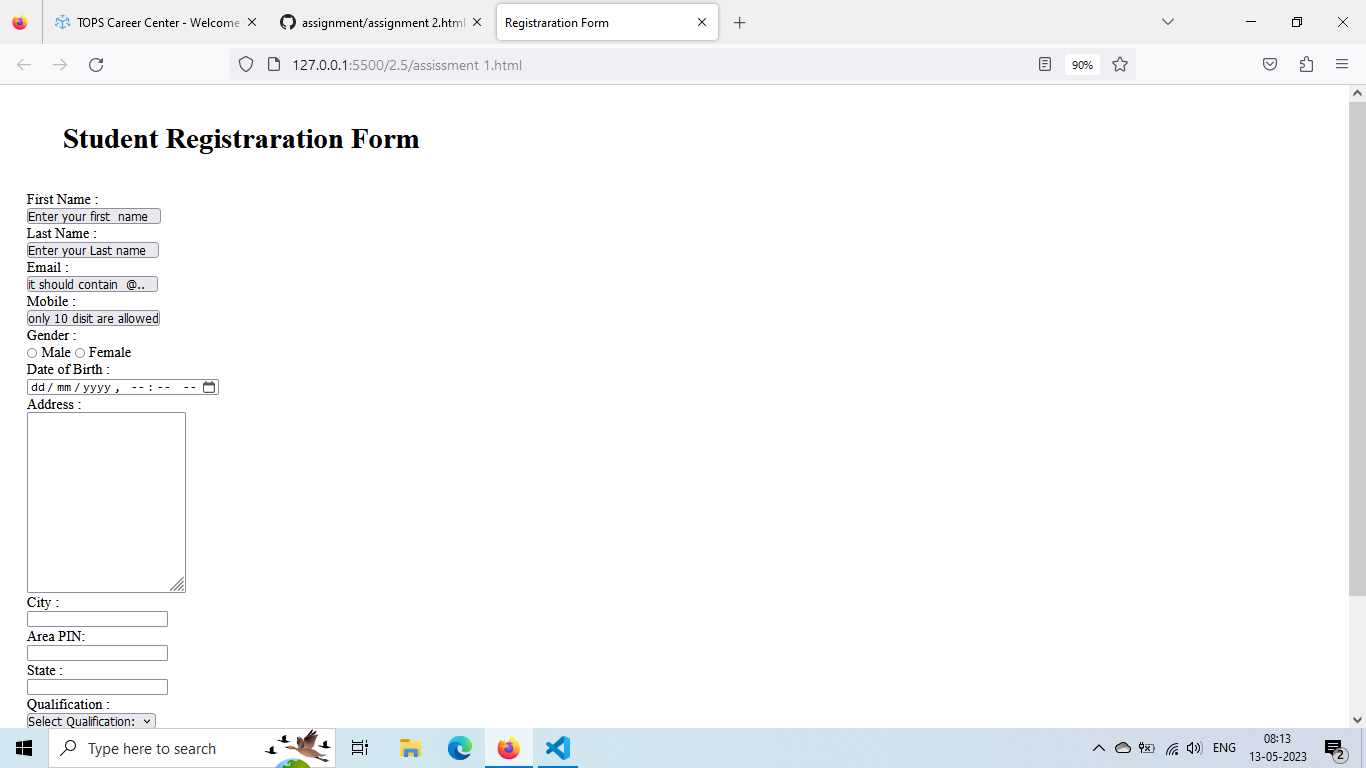 TOPS Career Center - Welcome
assignment/assignment 2.html
Registraration Form
127.0.0.1:5500/2.5/assissment 1.html
90%
Student Registraration Form
First Name :
Enter your first  name
Last Name :
Enter your Last name
Email :
it should contain  @..
Mobile :
only 10 disit are allowed
Gender :
Male Female
Date of Birth :
dd/mm/yyyy, --:-- --
Address :
City :
Area PIN:
State :
Qualification :
Select Qualification:
Type here to search
ENG
08:13
13-05-2023
2